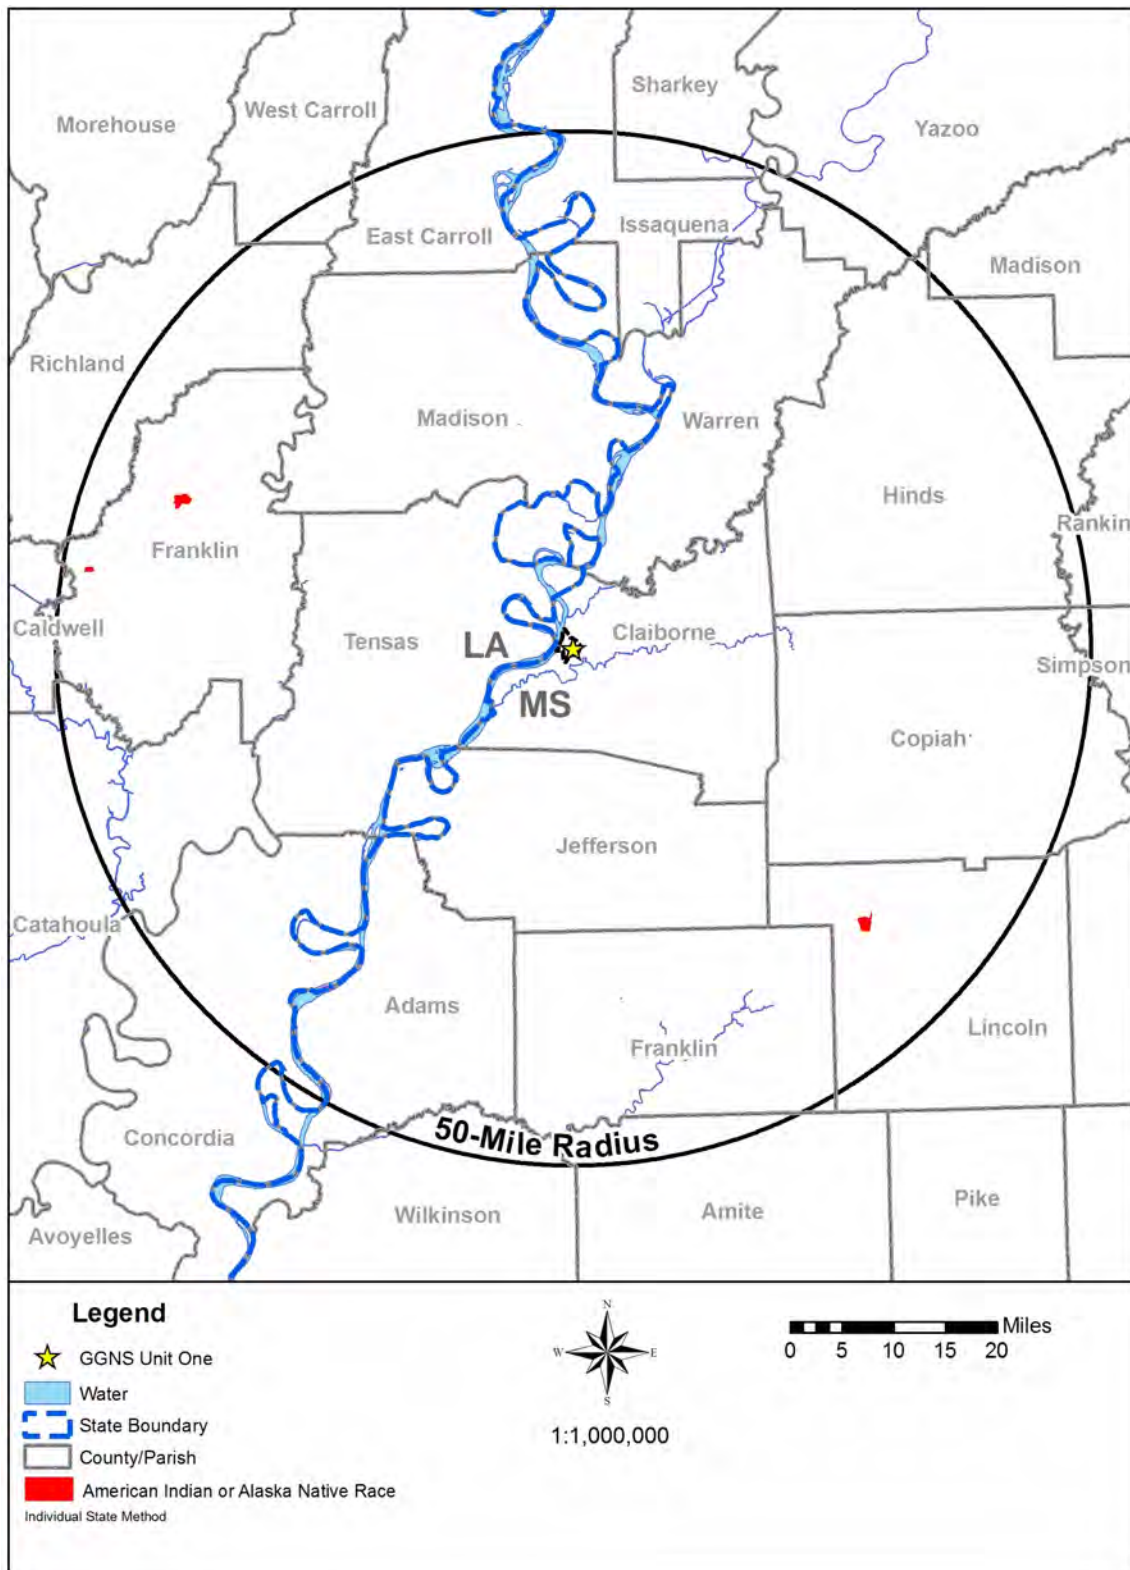 Sharkey
West Carroll
Morehouse
Yazoo
Issaquena
East Carroll
Madison
Richland
Madison
Warren
Hinds
Rankin
Franklin
Caldwell
Tensas
LA
Claiborne
Simpson
MS
Copiah
Jefferson
Catahoula
Adams
Lincoln
Franklin
50-Mile Radius
Concordia
Pike
Wilkinson
Amite
Avoyelles
Legend
GGNS Unit One
Water
State Boundary
County/Parish
American Indian or Alaska Native Race
Individual State Method
N
W E
S
1:1,000,000
Miles
0 5 10 15 20